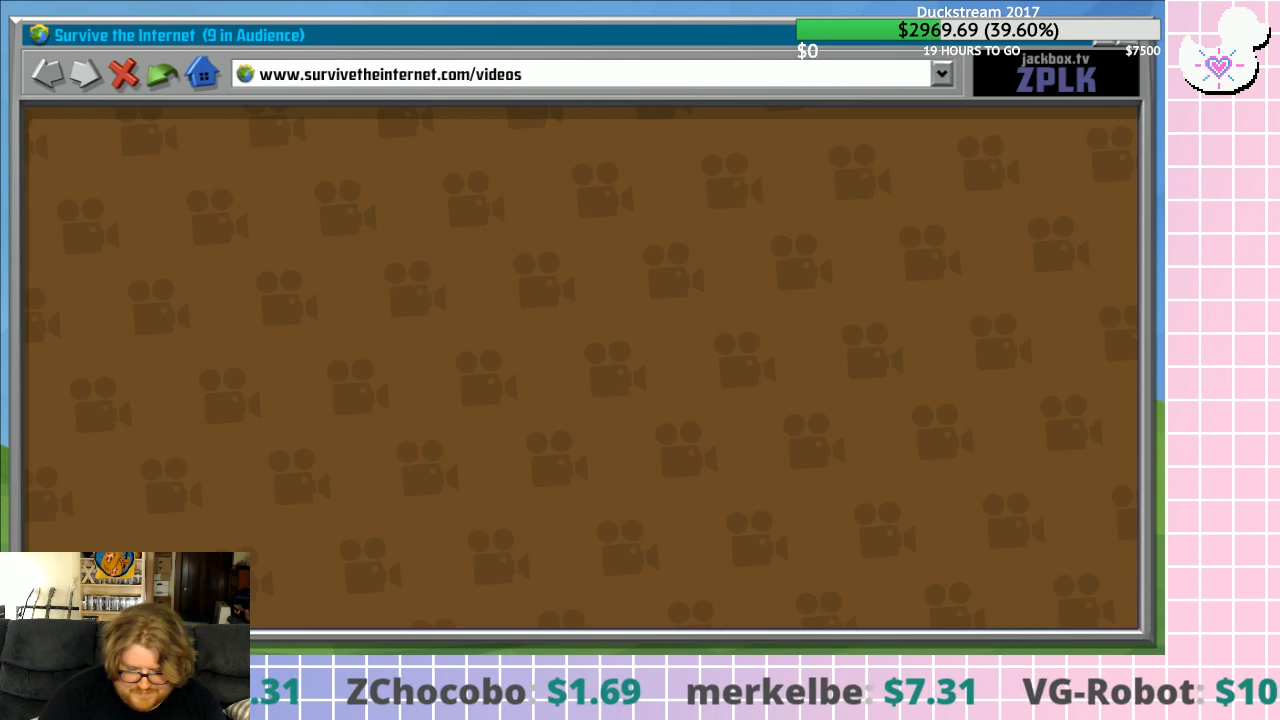 Duckstream 2017
Survive the Internet (9 in Audience)
$2969.69 (39.60%)
$0
19 HOURS TO GO
$7500
www.survivetheinternet.com/videos
jackbox.tv
ZPLK
.31 ZChocobo: $1.69 merkelbe: $7.31 VG-Robot: $10